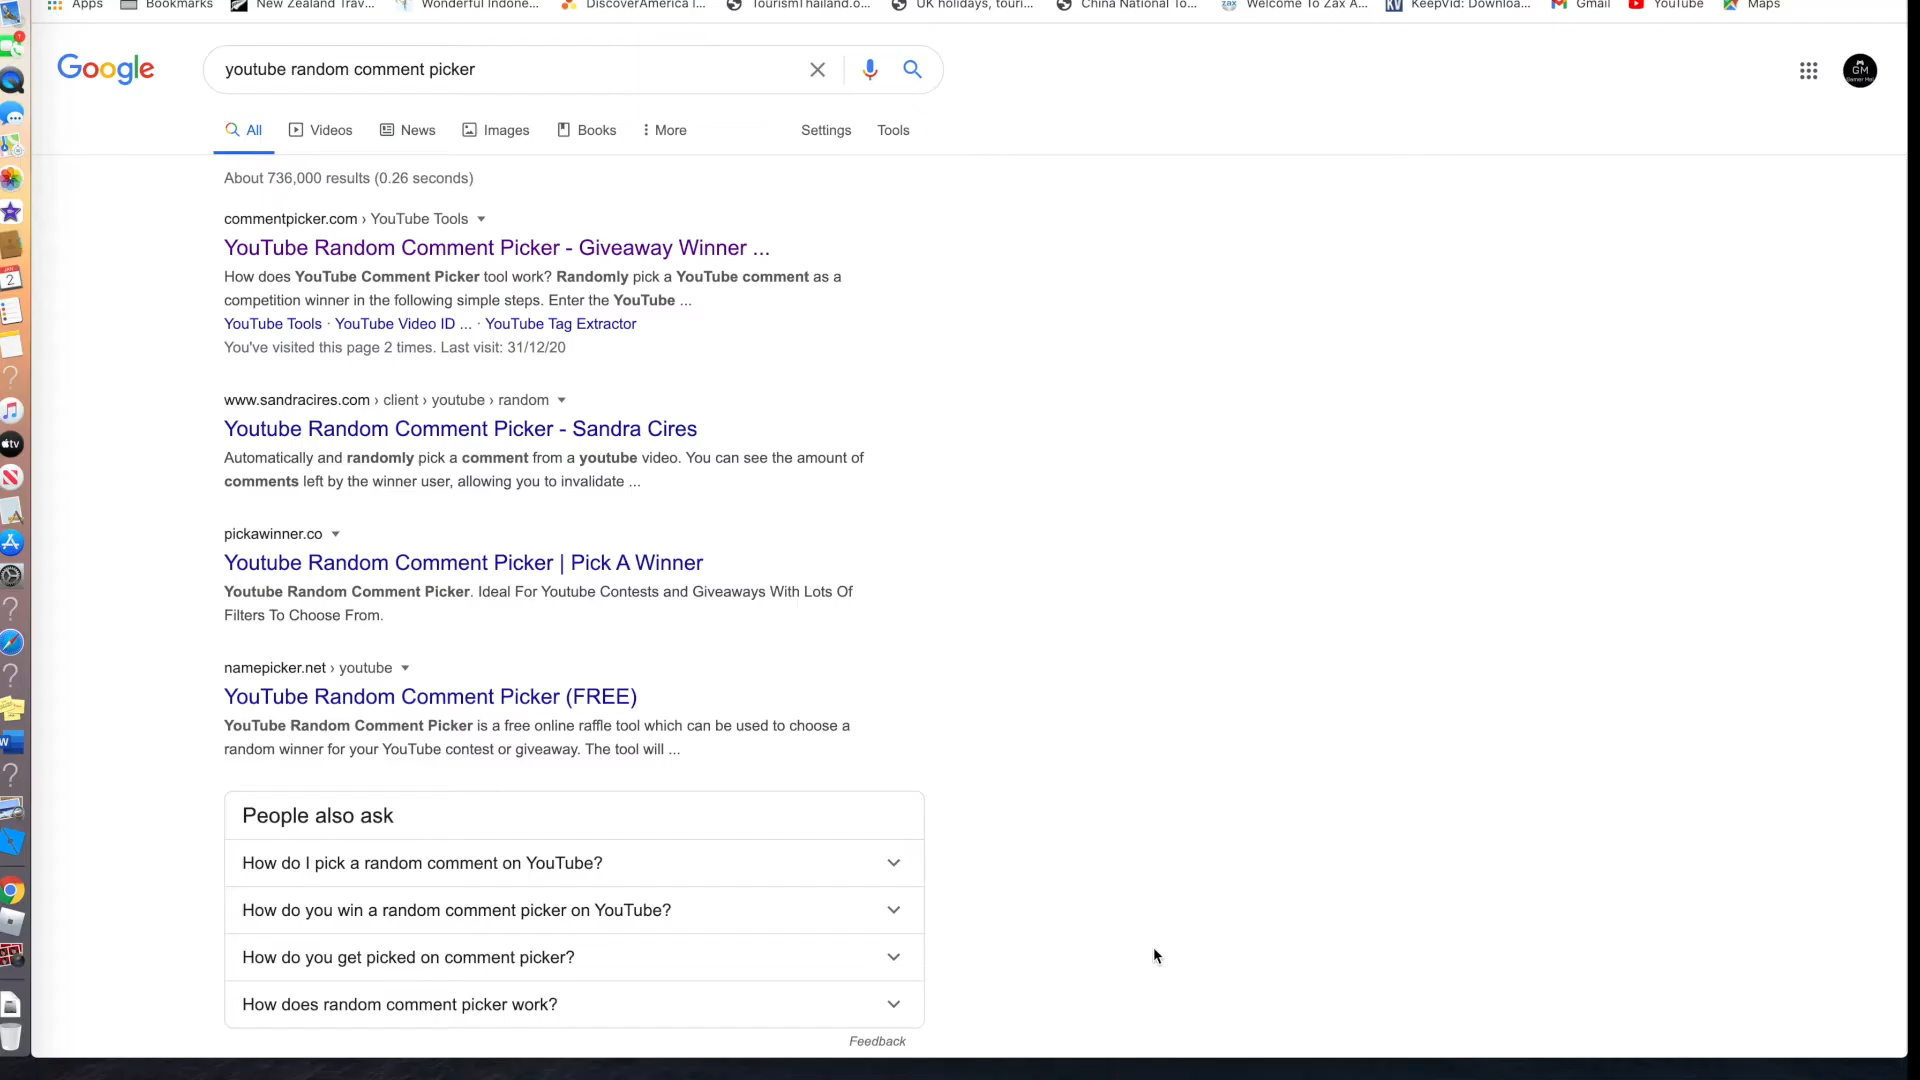 Apps Bookmarks New Zealand Trav... Wonderful Indone... DiscoverAmerica I... TourismThailand.o... UK holidays, touri... China National To... Welcome To Zax A... KeepVid: Downloa... Gmail YouTube Maps
Google
youtube random comment picker
GM
All Videos News Images Books More Settings Tools
About 736,000 results (0.26 seconds)
commentpicker.com › YouTube Tools
YouTube Random Comment Picker - Giveaway Winner ...
How does YouTube Comment Picker tool work? Randomly pick a YouTube comment as a
competition winner in the following simple steps. Enter the YouTube ...
YouTube Tools · YouTube Video ID ... · YouTube Tag Extractor
You've visited this page 2 times. Last visit: 31/12/20
www.sandracires.com › client › youtube › random
Youtube Random Comment Picker - Sandra Cires
Automatically and randomly pick a comment from a youtube video. You can see the amount of
comments left by the winner user, allowing you to invalidate ...
pickawinner.co
Youtube Random Comment Picker | Pick A Winner
Youtube Random Comment Picker. Ideal For Youtube Contests and Giveaways With Lots Of
Filters To Choose From.
namepicker.net › youtube
YouTube Random Comment Picker (FREE)
YouTube Random Comment Picker is a free online raffle tool which can be used to choose a
random winner for your YouTube contest or giveaway. The tool will ...
People also ask
How do I pick a random comment on YouTube?
How do you win a random comment picker on YouTube?
How do you get picked on comment picker?
How does random comment picker work?
Feedback